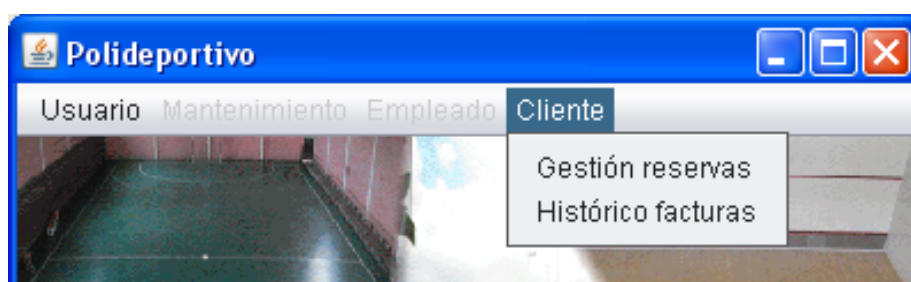 Polideportivo
Usuario Mantenimiento Empleado Cliente
Gestión reservas
Histórico facturas